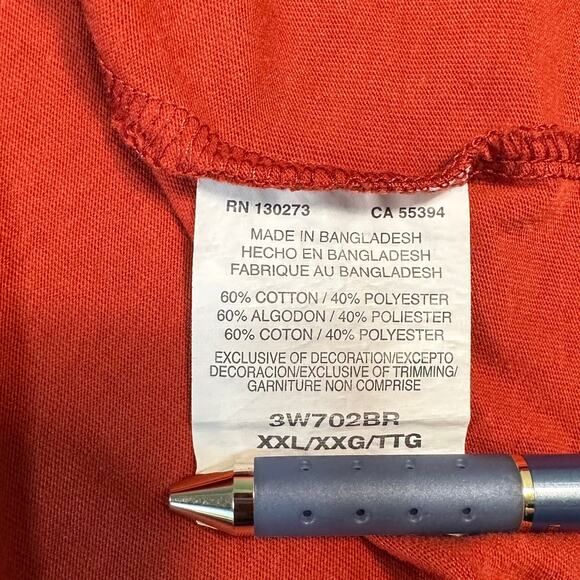 RN 130273 CA 55394
MADE IN BANGLADESH
HECHO EN BANGLADESH
FABRIQUE AU BANGLADESH
60% COTTON / 40% POLYESTER
60% ALGODON / 40% POLIESTER
60% COTON / 40% POLYESTER
EXCLUSIVE OF DECORATION/EXCEPTO
DECORACION/EXCLUSIVE OF TRIMMING/
GARNITURE NON COMPRISE
3W702BR
XXL/XXG/TTG